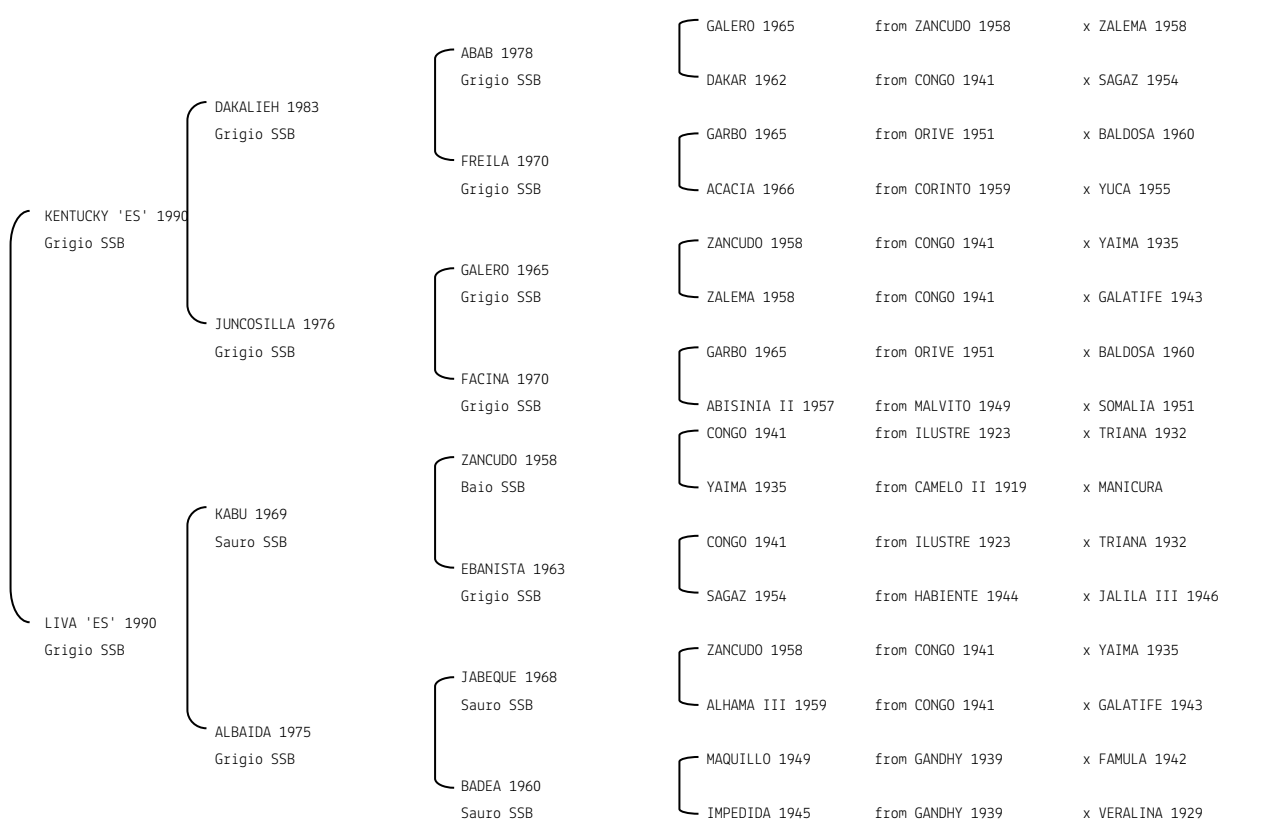 GALERO 1965 from ZANCUDO 1958 x ZALEMA 1958
ABAB 1978
Grigio SSB DAKAR 1962 from CONGO 1941 x SAGAZ 1954
DAKALIEH 1983
Grigio SSB GARBO 1965 from ORIVE 1951 x BALDOSA 1960
FREILA 1970
Grigio SSB ACACIA 1966 from CORINTO 1959 x YUCA 1955
KENTUCKY 'ES' 1990
Grigio SSB ZANCUDO 1958 from CONGO 1941 x YAIMA 1935
GALERO 1965
Grigio SSB ZALEMA 1958 from CONGO 1941 x GALATIFE 1943
JUNCOSILLA 1976
Grigio SSB GARBO 1965 from ORIVE 1951 x BALDOSA 1960
FACINA 1970
Grigio SSB ABISINIA II 1957 from MALVITO 1949 x SOMALIA 1951
CONGO 1941 from ILUSTRE 1923 x TRIANA 1932
ZANCUDO 1958
Baio SSB YAIMA 1935 from CAMELO II 1919 x MANICURA
KABU 1969
Sauro SSB CONGO 1941 from ILUSTRE 1923 x TRIANA 1932
EBANISTA 1963
Grigio SSB SAGAZ 1954 from HABIENTE 1944 x JALILA III 1946
LIVA 'ES' 1990
Grigio SSB ZANCUDO 1958 from CONGO 1941 x YAIMA 1935
JABEQUE 1968
Sauro SSB ALHAMA III 1959 from CONGO 1941 x GALATIFE 1943
ALBAIDA 1975
Grigio SSB MAQUILLO 1949 from GANDHY 1939 x FAMULA 1942
BADEA 1960
Sauro SSB IMPEDIDA 1945 from GANDHY 1939 x VERALINA 1929